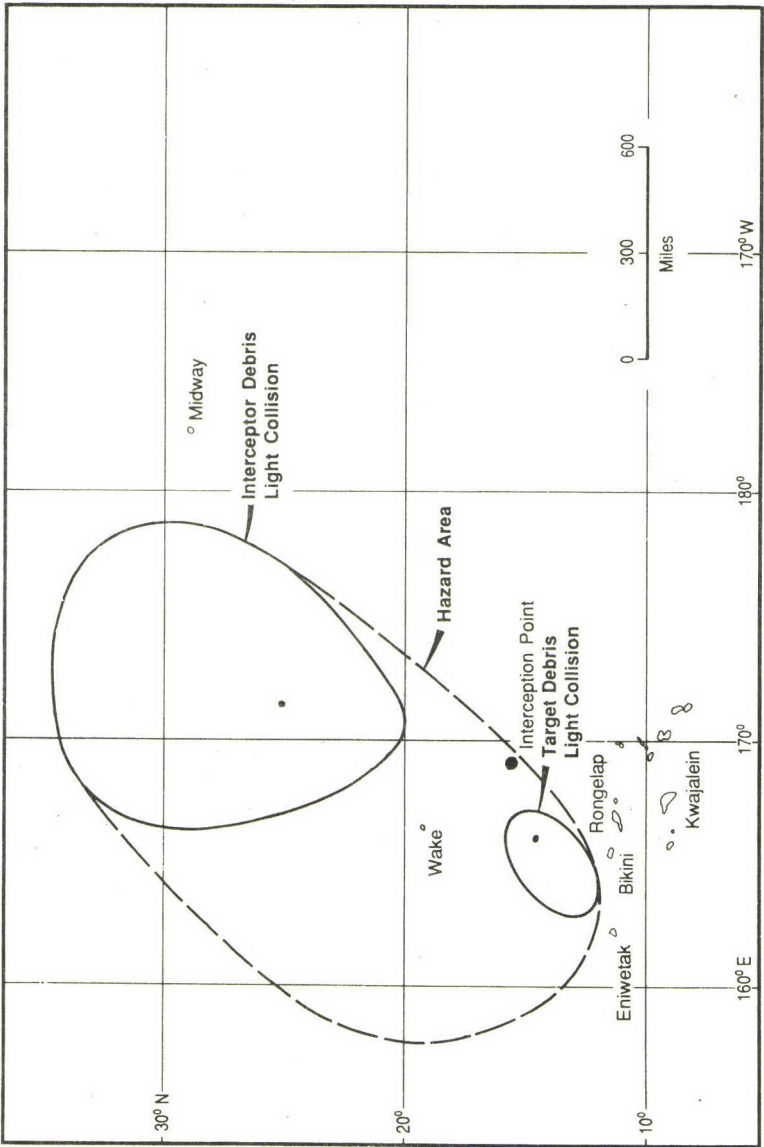 30° N
20°
10°
160° E
170°
180°
170° W
Midway
Interceptor Debris
Light Collision
Hazard Area
Interception Point
Target Debris
Light Collision
Wake
Rongelap
Bikini
Eniwetak
Kwajalein
0 300 600
Miles